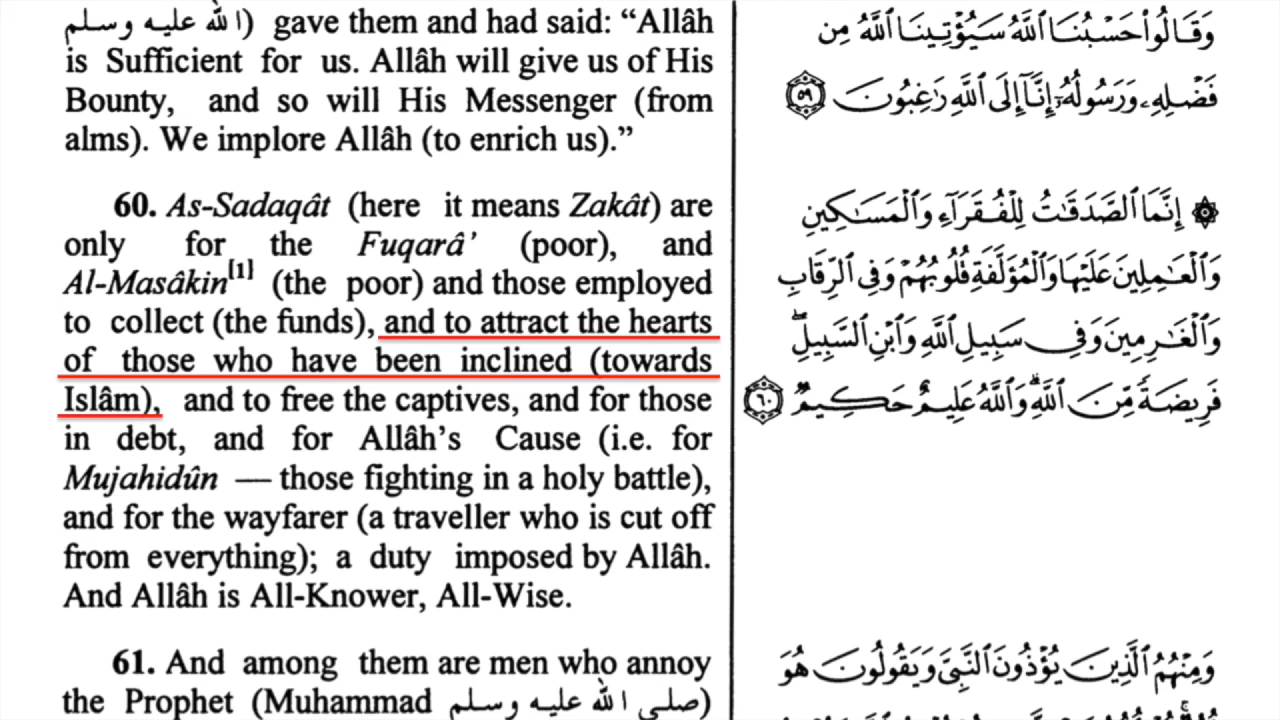 الله عليه وسلم) gave them and had said: “Allâh
is Sufficient for us. Allâh will give us of His
Bounty, and so will His Messenger (from
alms). We implore Allâh (to enrich us).”
60. As-Sadaqât (here it means Zakât) are
only for the Fuqarâ’ (poor), and
Al-Masâkin[1] (the poor) and those employed
to collect (the funds), and to attract the hearts
of those who have been inclined (towards
Islâm), and to free the captives, and for those
in debt, and for Allâh’s Cause (i.e. for
Mujahidûn — those fighting in a holy battle),
and for the wayfarer (a traveller who is cut off
from everything); a duty imposed by Allâh.
And Allâh is All-Knower, All-Wise.
61. And among them are men who annoy
the Prophet (Muhammad صلى الله عليه وسلم)
وَقَالُوا۟ حَسْبُنَا ٱللَّهُ سَيُؤْتِينَا ٱللَّهُ مِن
فَضْلِهِۦ وَرَسُولُهُۥٓ إِنَّآ إِلَى ٱللَّهِ رَٰغِبُونَ ٥٩
۞ إِنَّمَا ٱلصَّدَقَٰتُ لِلْفُقَرَآءِ وَٱلْمَسَٰكِينِ
وَٱلْعَٰمِلِينَ عَلَيْهَا وَٱلْمُؤَلَّفَةِ قُلُوبُهُمْ وَفِى ٱلرِّقَابِ
وَٱلْغَٰرِمِينَ وَفِى سَبِيلِ ٱللَّهِ وَٱبْنِ ٱلسَّبِيلِۖ
فَرِيضَةً مِّنَ ٱللَّهِۗ وَٱللَّهُ عَلِيمٌ حَكِيمٌ ٦٠
وَمِنْهُمُ ٱلَّذِينَ يُؤْذُونَ ٱلنَّبِىَّ وَيَقُولُونَ هُوَ